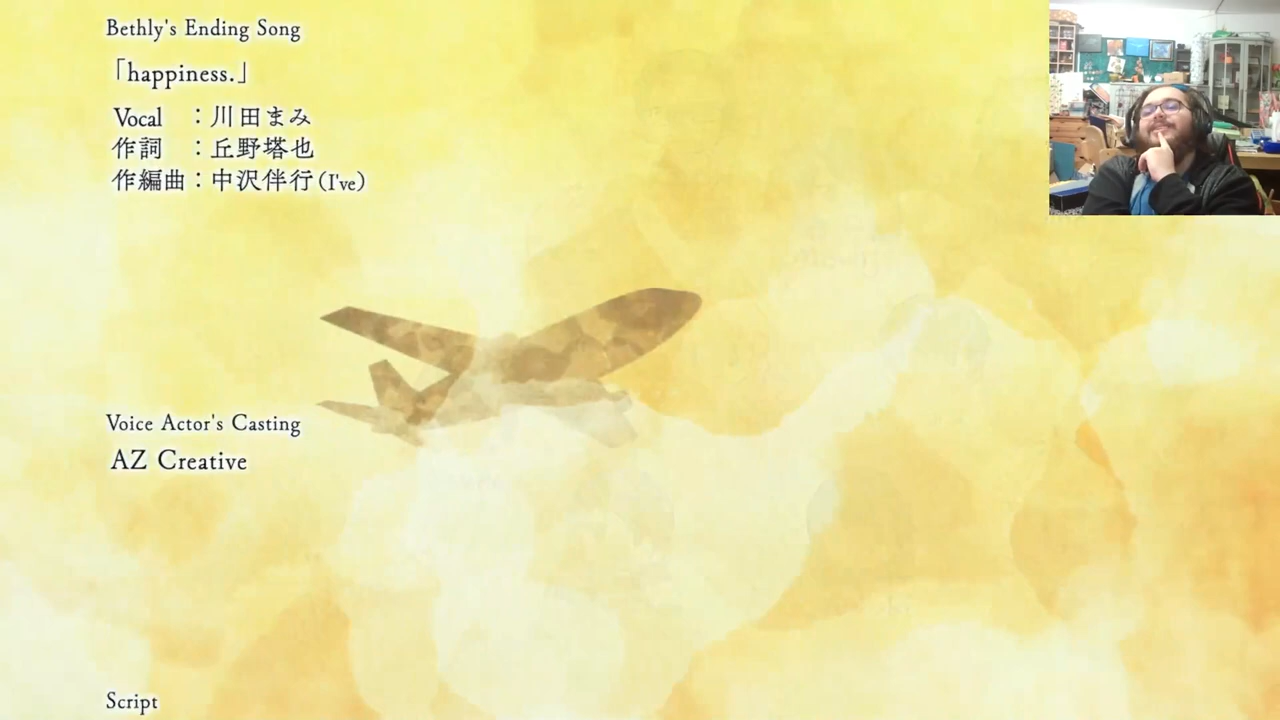 Bethly's Ending Song
「happiness.」
Vocal ：川田まみ
作詞 ：丘野塔也
作編曲：中沢伴行(I've)
Voice Actor's Casting
AZ Creative
Script